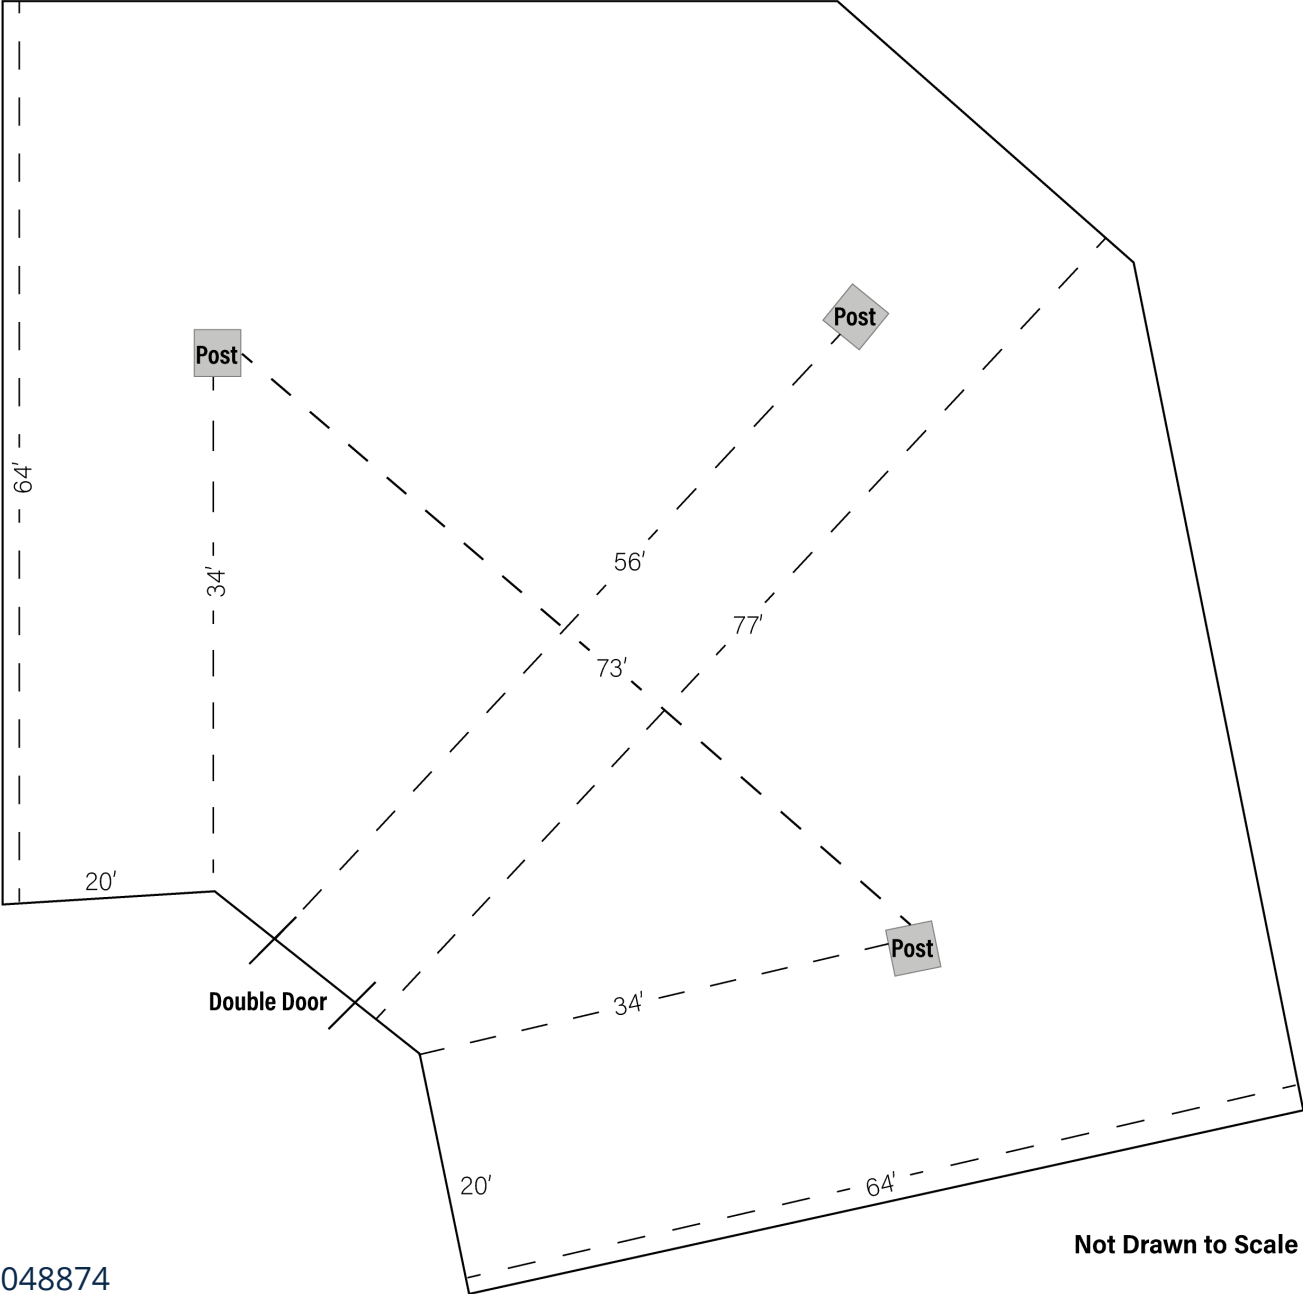 Post
Post
64′
56′
34′
77′
73′
20′
Post
Double Door
34′
20′
64′
Not Drawn to Scale
048874